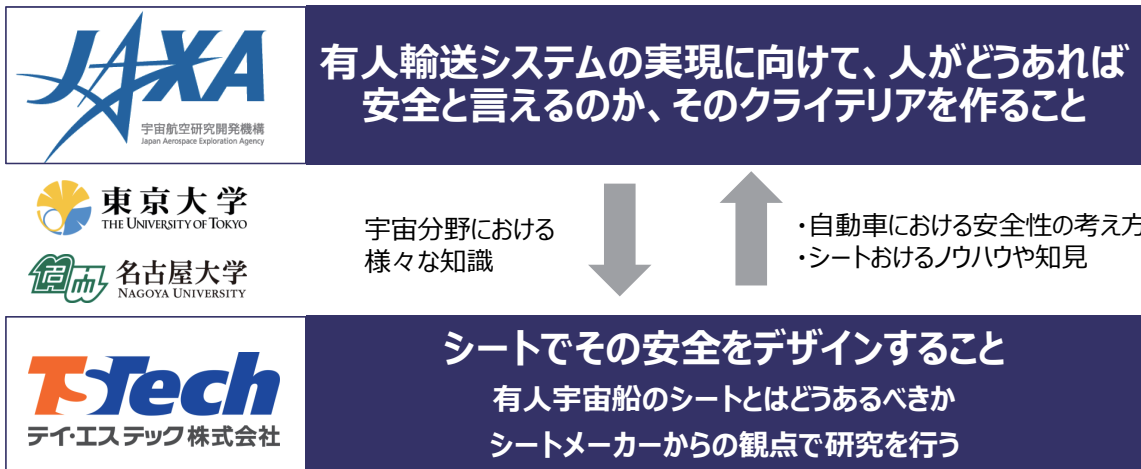 JAXA
宇宙航空研究開発機構
Japan Aerospace Exploration Agency
有人輸送システムの実現に向けて、人がどうあれば
安全と言えるのか、そのクライテリアを作ること
東京大学
THE UNIVERSITY OF TOKYO
名古屋大学
NAGOYA UNIVERSITY
宇宙分野における
様々な知識
・自動車における安全性の考え方
・シートおけるノウハウや知見
TS Tech
テイ・エス テック株式会社
シートでその安全をデザインすること
有人宇宙船のシートとはどうあるべきか
シートメーカーからの観点で研究を行う